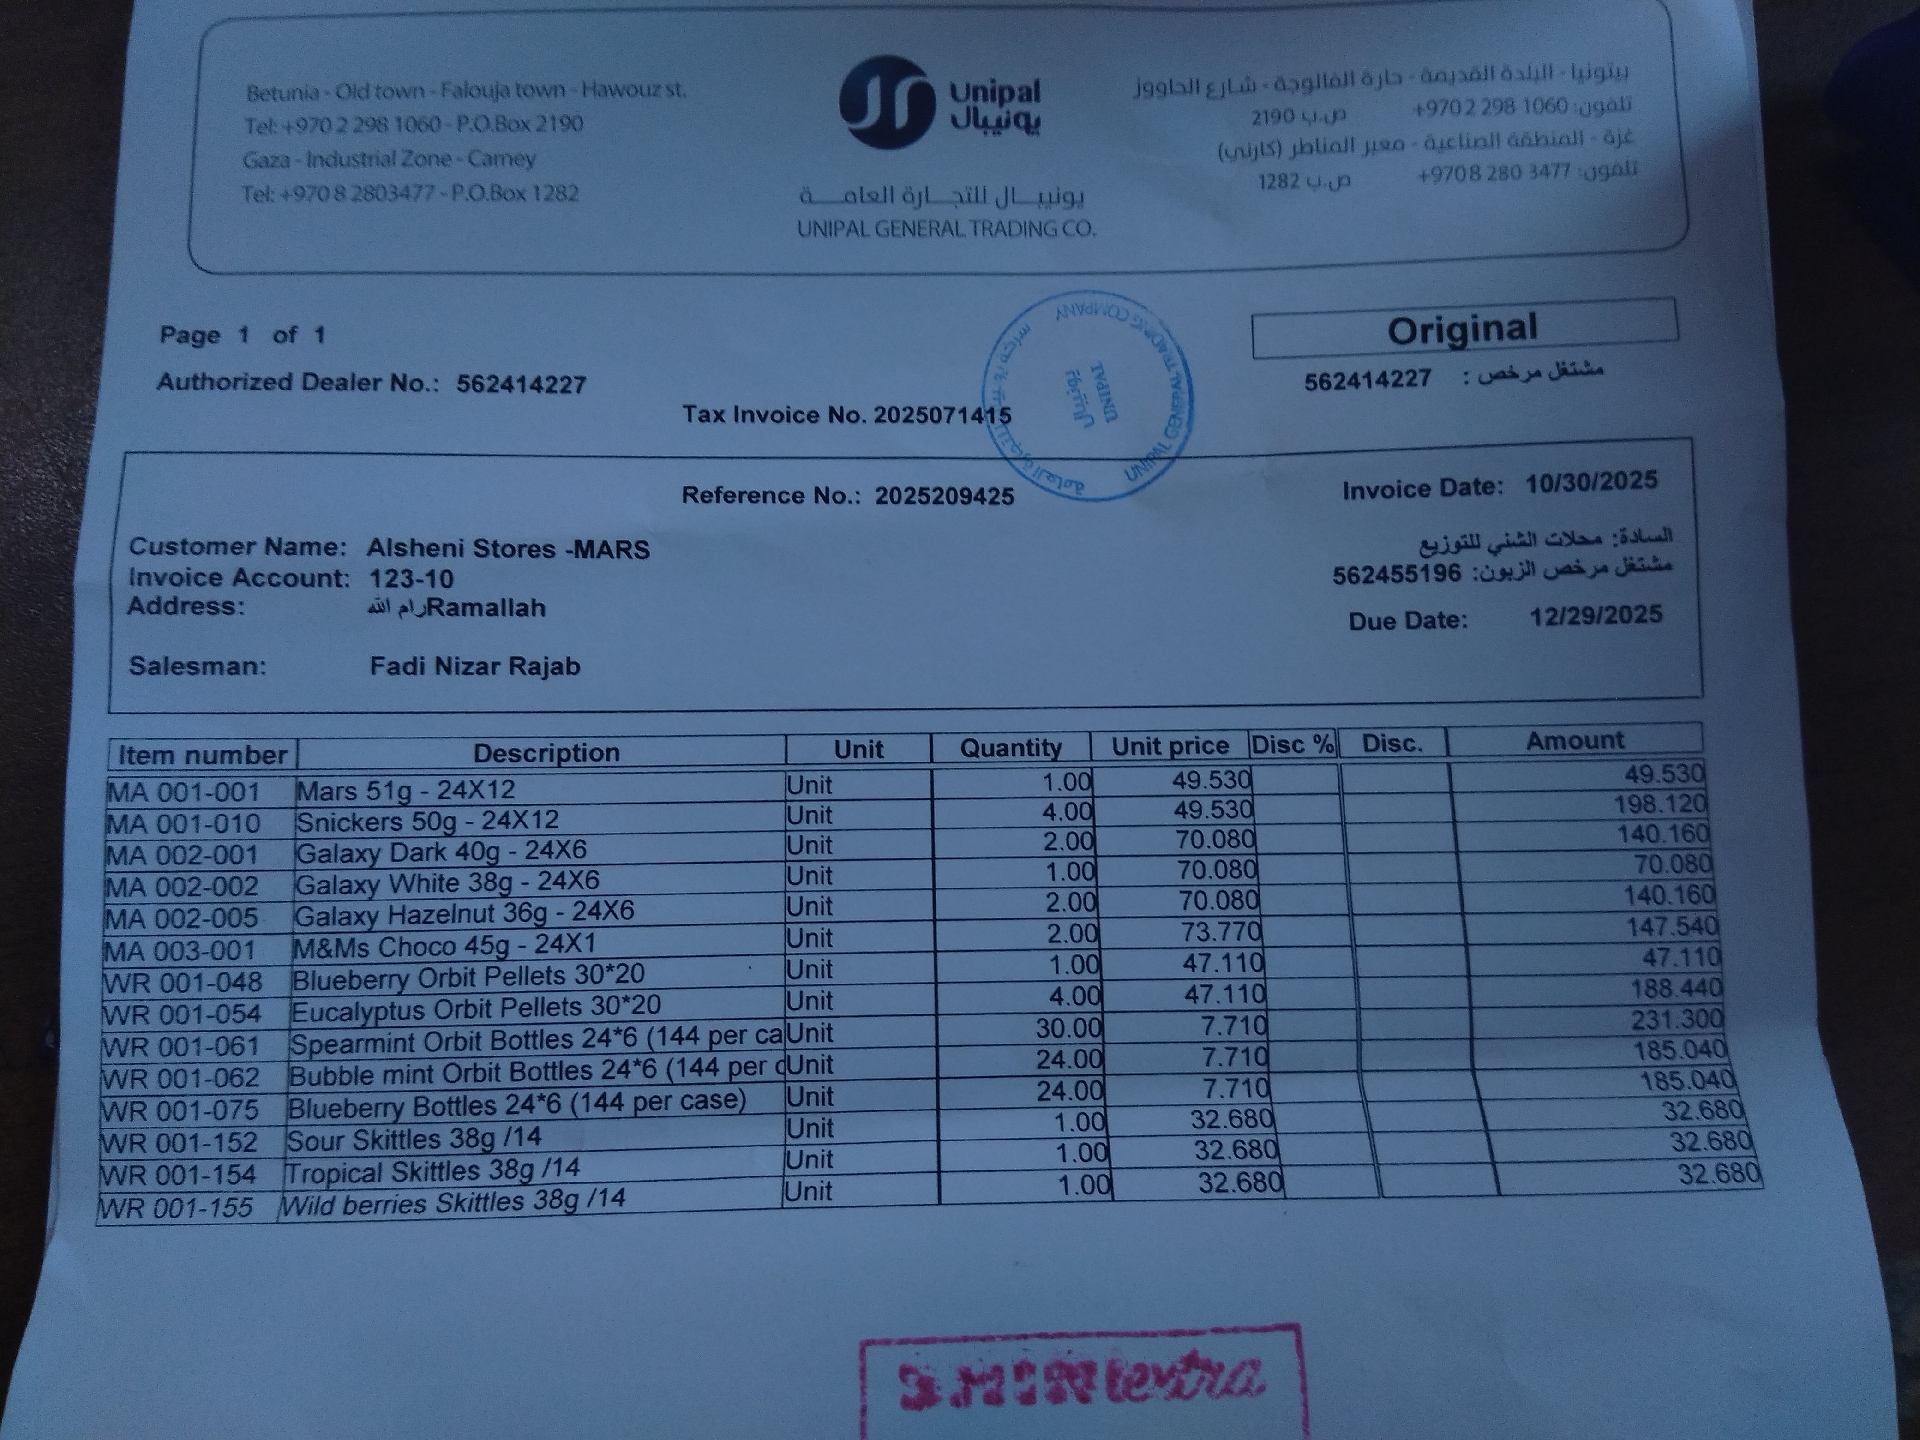 Betunia - Old town - Falouja town - Hawouz st.
Tel: +970 2 298 1060 - P.O.Box 2190
Gaza - Industrial Zone - Carney
Tel: +970 8 2803477 - P.O.Box 1282
Unipal
يونيبال
يونيبـــال للتجـــارة العامـــة
UNIPAL GENERAL TRADING CO.
بيتونيا - البلدة القديمة - حارة الفالوجة - شارع الحاووز
تلفون: 1060 298 2 970+ ص.ب 2190
غزة - المنطقة الصناعية - معبر المناطر (كارني)
تلفون: 3477 280 8 970+ ص.ب 1282
Page 1 of 1
Original
Authorized Dealer No.: 562414227
مشتغل مرخص : 562414227
Tax Invoice No. 2025071415
UNIPAL GENERAL TRADING COMPANY
UNIPAL
Reference No.: 2025209425
Invoice Date: 10/30/2025
Customer Name: Alsheni Stores -MARS
السادة: محلات الشني للتوزيع
Invoice Account: 123-10
مشتغل مرخص الزبون: 562455196
Address: رام اللهRamallah
Due Date: 12/29/2025
Salesman: Fadi Nizar Rajab
Item number Description Unit Quantity Unit price Disc % Disc. Amount
MA 001-001 Mars 51g - 24X12 Unit 1.00 49.530 49.530
MA 001-010 Snickers 50g - 24X12 Unit 4.00 49.530 198.120
MA 002-001 Galaxy Dark 40g - 24X6 Unit 2.00 70.080 140.160
MA 002-002 Galaxy White 38g - 24X6 Unit 1.00 70.080 70.080
MA 002-005 Galaxy Hazelnut 36g - 24X6 Unit 2.00 70.080 140.160
MA 003-001 M&Ms Choco 45g - 24X1 Unit 2.00 73.770 147.540
WR 001-048 Blueberry Orbit Pellets 30*20 Unit 1.00 47.110 47.110
WR 001-054 Eucalyptus Orbit Pellets 30*20 Unit 4.00 47.110 188.440
WR 001-061 Spearmint Orbit Bottles 24*6 (144 per ca Unit 30.00 7.710 231.300
WR 001-062 Bubble mint Orbit Bottles 24*6 (144 per c Unit 24.00 7.710 185.040
WR 001-075 Blueberry Bottles 24*6 (144 per case) Unit 24.00 7.710 185.040
WR 001-152 Sour Skittles 38g /14 Unit 1.00 32.680 32.680
WR 001-154 Tropical Skittles 38g /14 Unit 1.00 32.680 32.680
WR 001-155 Wild berries Skittles 38g /14 Unit 1.00 32.680 32.680